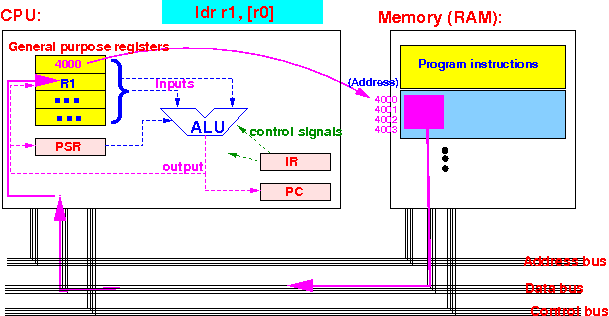 CPU:
ldr r1, [r0]
Memory (RAM):
General purpose registers
4000
R1
inputs
PSR
ALU
control signals
output
IR
PC
Program instructions
(Address)
4000
4001
4002
4003
Address bus
Data bus
Control bus